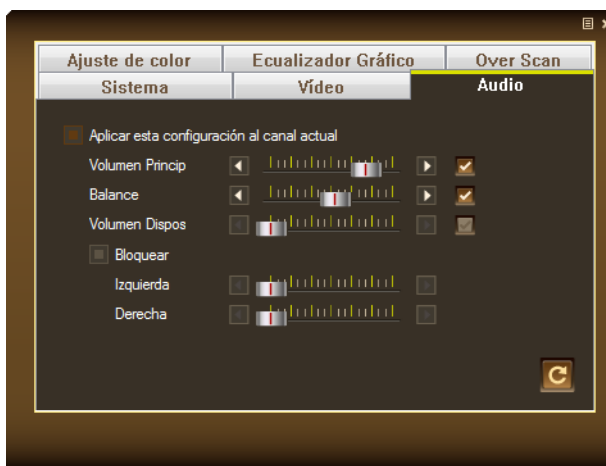 Ajuste de color
Ecualizador Gráfico
Over Scan
Sistema
Vídeo
Audio
Aplicar esta configuración al canal actual
Volumen Princip
Balance
Volumen Dispos
Bloquear
Izquierda
Derecha